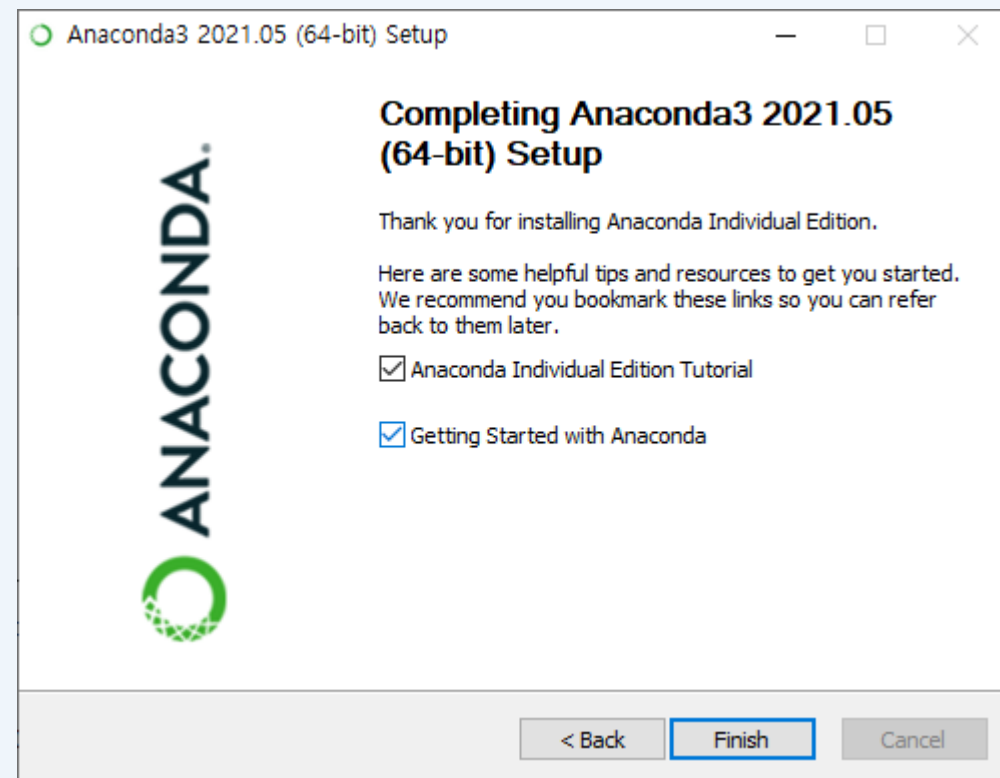 Anaconda3 2021.05 (64-bit) Setup
Completing Anaconda3 2021.05
(64-bit) Setup
ANACONDA.
Thank you for installing Anaconda Individual Edition.
Here are some helpful tips and resources to get you started.
We recommend you bookmark these links so you can refer
back to them later.
Anaconda Individual Edition Tutorial
Getting Started with Anaconda
< Back
Finish
Cancel